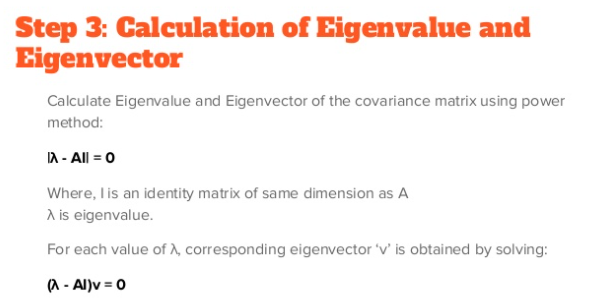 Step 3: Calculation of Eigenvalue and
Eigenvector
Calculate Eigenvalue and Eigenvector of the covariance matrix using power
method:
|λ - AI| = 0
Where, I is an identity matrix of same dimension as A
λ is eigenvalue.
For each value of λ, corresponding eigenvector ‘v’ is obtained by solving:
(λ - AI)v = 0